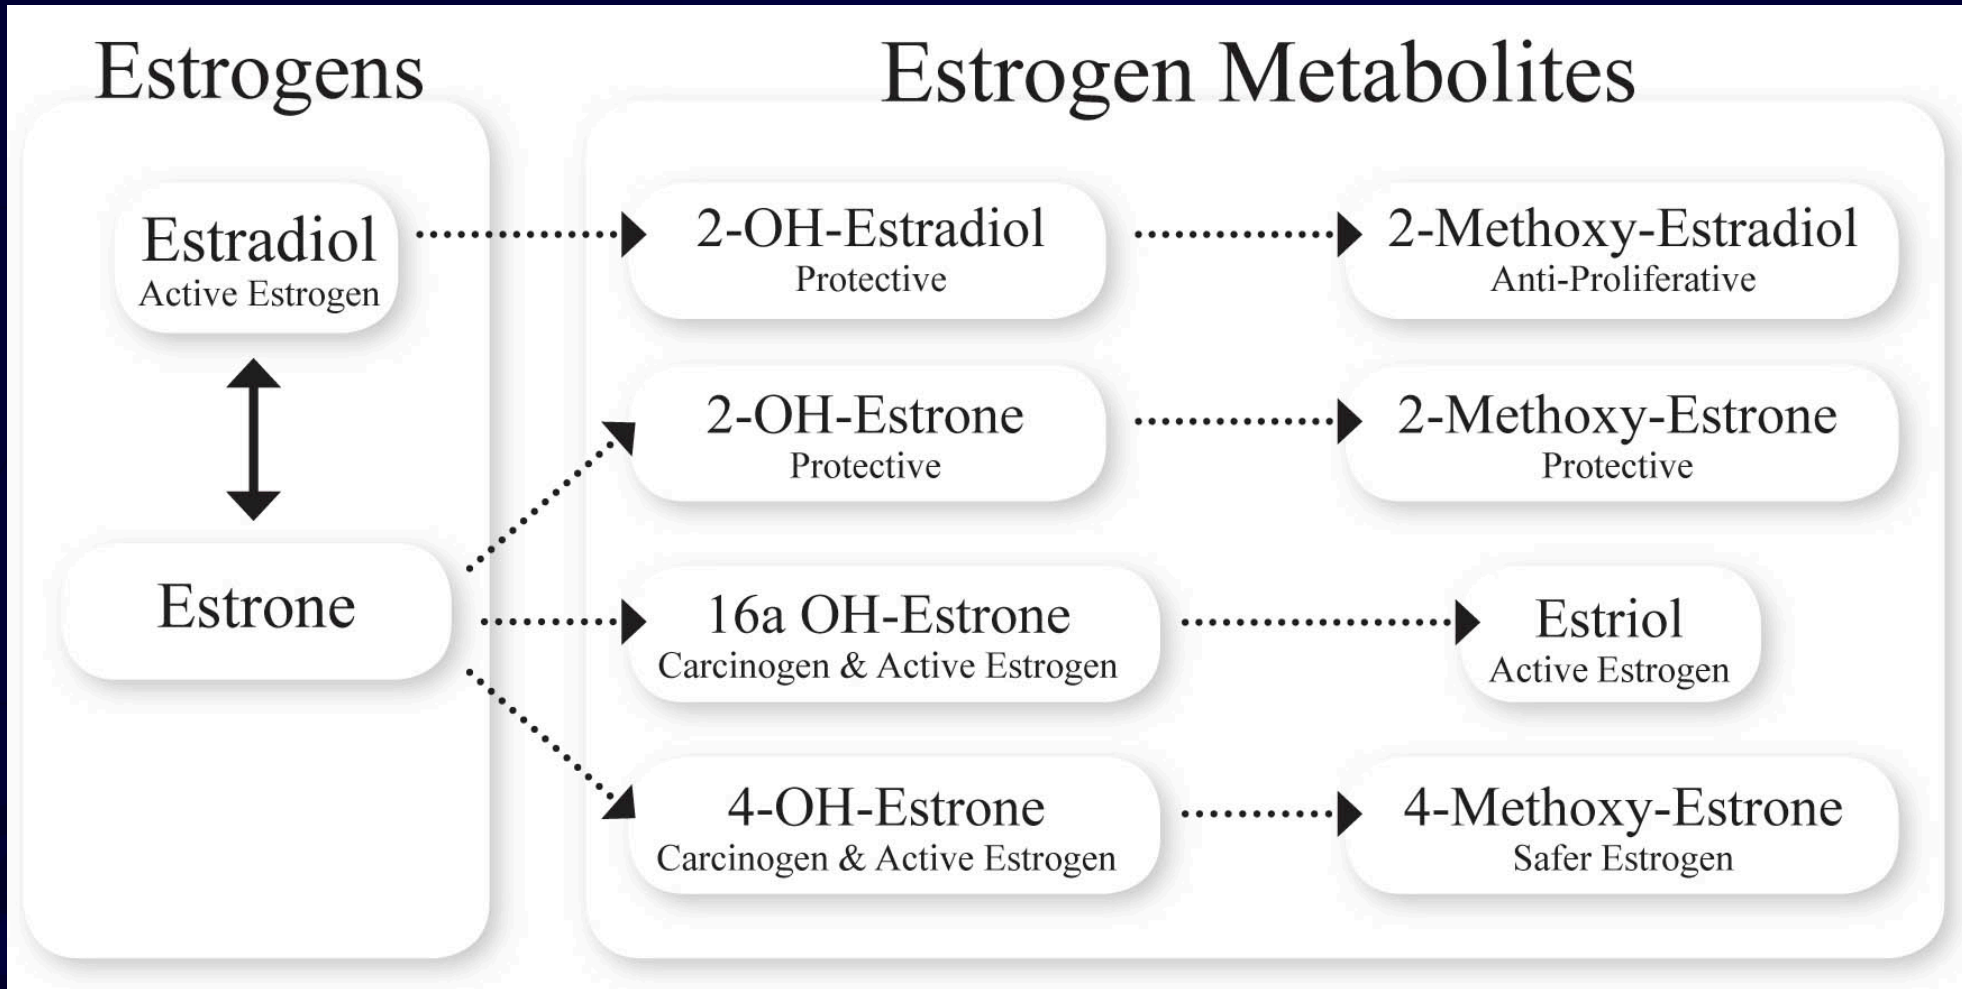 Estrogens
Estrogen Metabolites
Estradiol
Active Estrogen
2-OH-Estradiol
Protective
2-Methoxy-Estradiol
Anti-Proliferative
2-OH-Estrone
Protective
2-Methoxy-Estrone
Protective
Estrone
16a OH-Estrone
Carcinogen & Active Estrogen
Estriol
Active Estrogen
4-OH-Estrone
Carcinogen & Active Estrogen
4-Methoxy-Estrone
Safer Estrogen